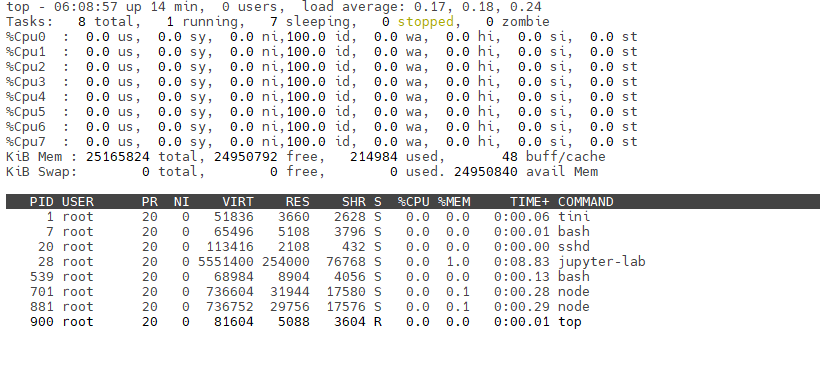 top - 06:08:57 up 14 min,  0 users,  load average: 0.17, 0.18, 0.24
Tasks:   8 total,   1 running,   7 sleeping,   0 stopped,   0 zombie
%Cpu0  :  0.0 us,  0.0 sy,  0.0 ni,100.0 id,  0.0 wa,  0.0 hi,  0.0 si,  0.0 st
%Cpu1  :  0.0 us,  0.0 sy,  0.0 ni,100.0 id,  0.0 wa,  0.0 hi,  0.0 si,  0.0 st
%Cpu2  :  0.0 us,  0.0 sy,  0.0 ni,100.0 id,  0.0 wa,  0.0 hi,  0.0 si,  0.0 st
%Cpu3  :  0.0 us,  0.0 sy,  0.0 ni,100.0 id,  0.0 wa,  0.0 hi,  0.0 si,  0.0 st
%Cpu4  :  0.0 us,  0.0 sy,  0.0 ni,100.0 id,  0.0 wa,  0.0 hi,  0.0 si,  0.0 st
%Cpu5  :  0.0 us,  0.0 sy,  0.0 ni,100.0 id,  0.0 wa,  0.0 hi,  0.0 si,  0.0 st
%Cpu6  :  0.0 us,  0.0 sy,  0.0 ni,100.0 id,  0.0 wa,  0.0 hi,  0.0 si,  0.0 st
%Cpu7  :  0.0 us,  0.0 sy,  0.0 ni,100.0 id,  0.0 wa,  0.0 hi,  0.0 si,  0.0 st
KiB Mem : 25165824 total, 24950792 free,   214984 used,       48 buff/cache
KiB Swap:        0 total,        0 free,        0 used. 24950840 avail Mem
PID USER      PR  NI    VIRT    RES    SHR S  %CPU %MEM     TIME+ COMMAND
1 root      20   0   51836   3660   2628 S   0.0  0.0   0:00.06 tini
7 root      20   0   65496   5108   3796 S   0.0  0.0   0:00.01 bash
20 root      20   0  113416   2108    432 S   0.0  0.0   0:00.00 sshd
28 root      20   0 5551400 254000  76768 S   0.0  1.0   0:08.83 jupyter-lab
539 root      20   0   68984   8904   4056 S   0.0  0.0   0:00.13 bash
701 root      20   0  736604  31944  17580 S   0.0  0.1   0:00.28 node
881 root      20   0  736752  29756  17576 S   0.0  0.1   0:00.29 node
900 root      20   0   81604   5088   3604 R   0.0  0.0   0:00.01 top